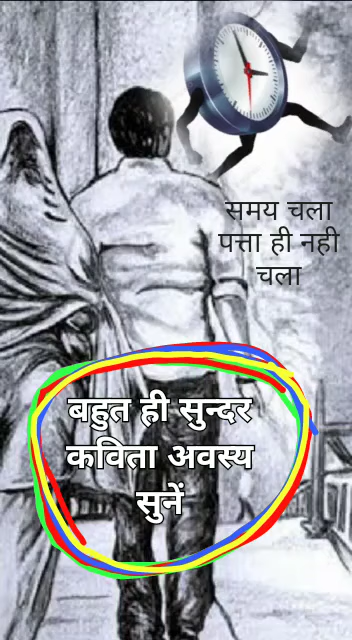 समय चला
पत्ता ही नही
चला
बहुत ही सुन्दर
कविता अवस्य
सुनें